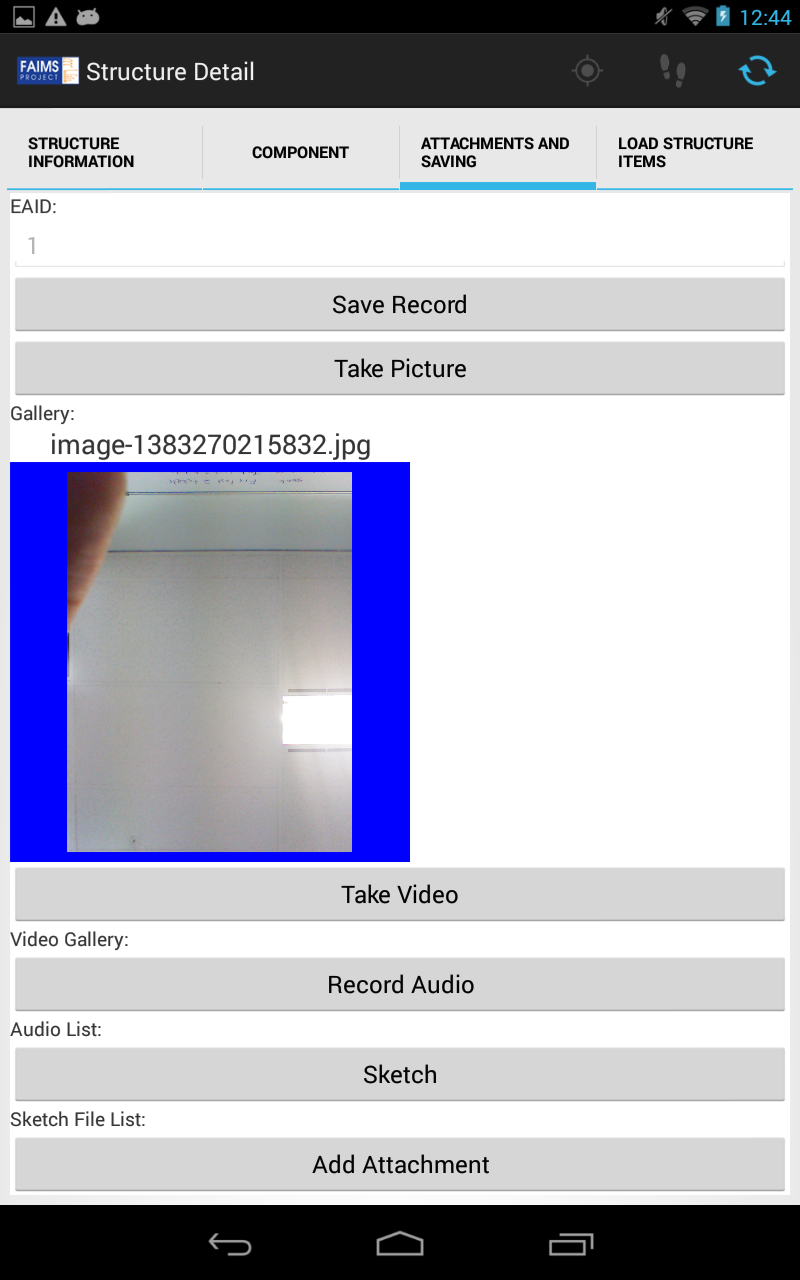 12:44
FAIMS
PROJECT
Structure Detail
STRUCTURE
INFORMATION
COMPONENT
ATTACHMENTS AND
SAVING
LOAD STRUCTURE
ITEMS
EAID:
1
Save Record
Take Picture
Gallery:
image-1383270215832.jpg
Take Video
Video Gallery:
Record Audio
Audio List:
Sketch
Sketch File List:
Add Attachment